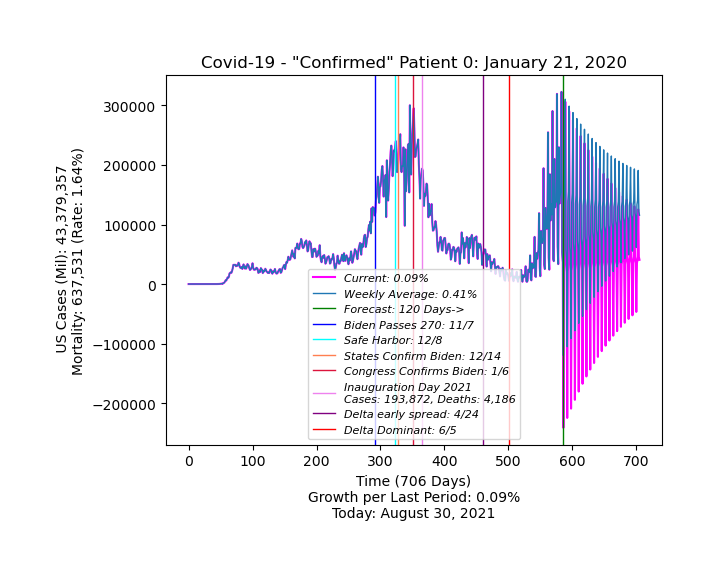 Covid-19 - "Confirmed" Patient 0: January 21, 2020
US Cases (Mill): 43,379,357
Mortality: 637,531 (Rate: 1.64%)
300000
200000
100000
0
−100000
−200000
Current: 0.09%
Weekly Average: 0.41%
Forecast: 120 Days->
Biden Passes 270: 11/7
Safe Harbor: 12/8
States Confirm Biden: 12/14
Congress Confirms Biden: 1/6
Inauguration Day 2021
Cases: 193,872, Deaths: 4,186
Delta early spread: 4/24
Delta Dominant: 6/5
0 100 200 300 400 500 600 700
Time (706 Days)
Growth per Last Period: 0.09%
Today: August 30, 2021